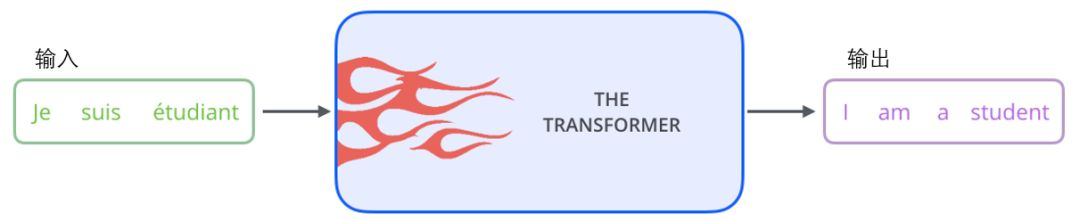 输入
Je suis étudiant
THE
TRANSFORMER
输出
I am a student